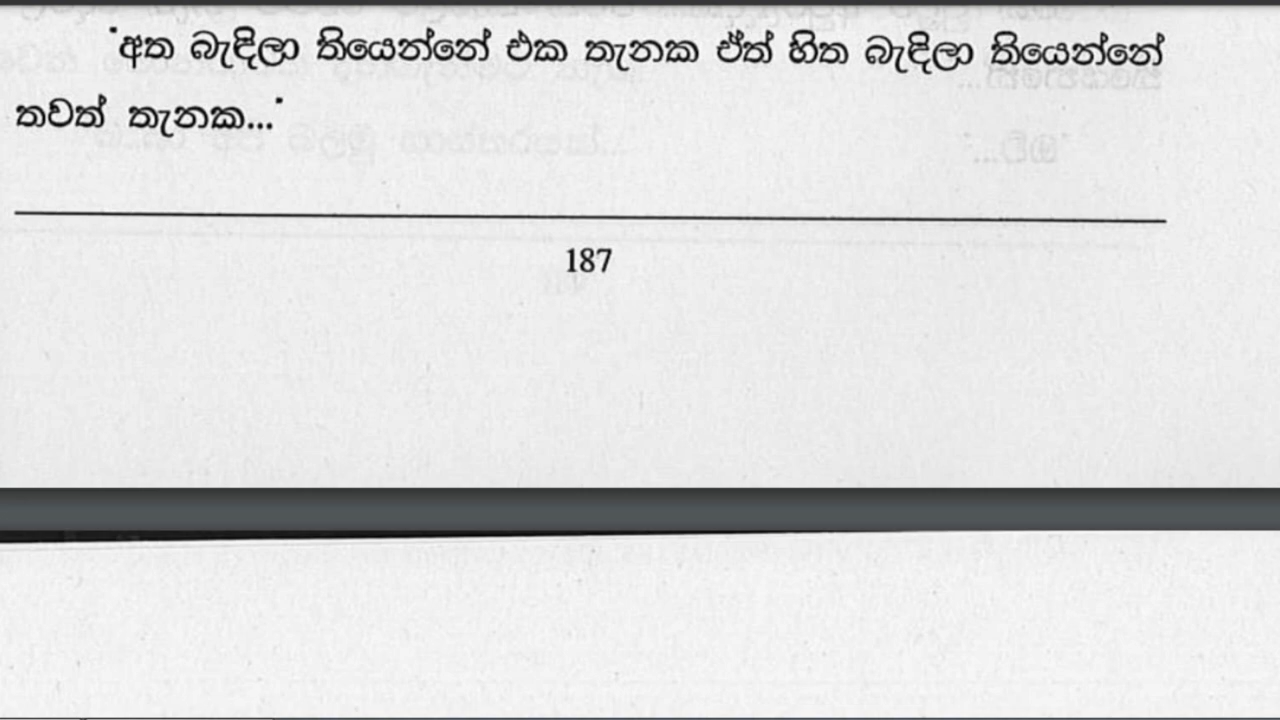 'අත බැඳිලා තියෙන්නේ එක තැනක ඒත් හිත බැඳිලා තියෙන්නේ
තවත් තැනක...'
187